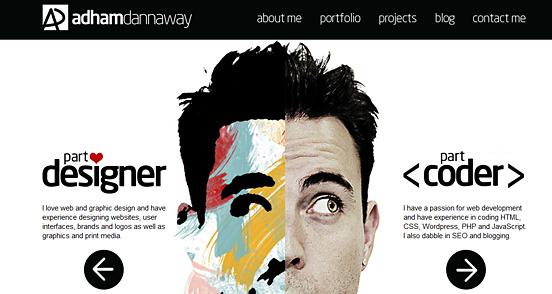 adhamdannaway
about me portfolio projects blog contact me
part
designer
I love web and graphic design and have
experience designing websites, user
interfaces, brands and logos as well as
graphics and print media.
part
<coder>
I have a passion for web development
and have experience in coding HTML,
CSS, Wordpress, PHP and JavaScript.
I also dabble in SEO and blogging.